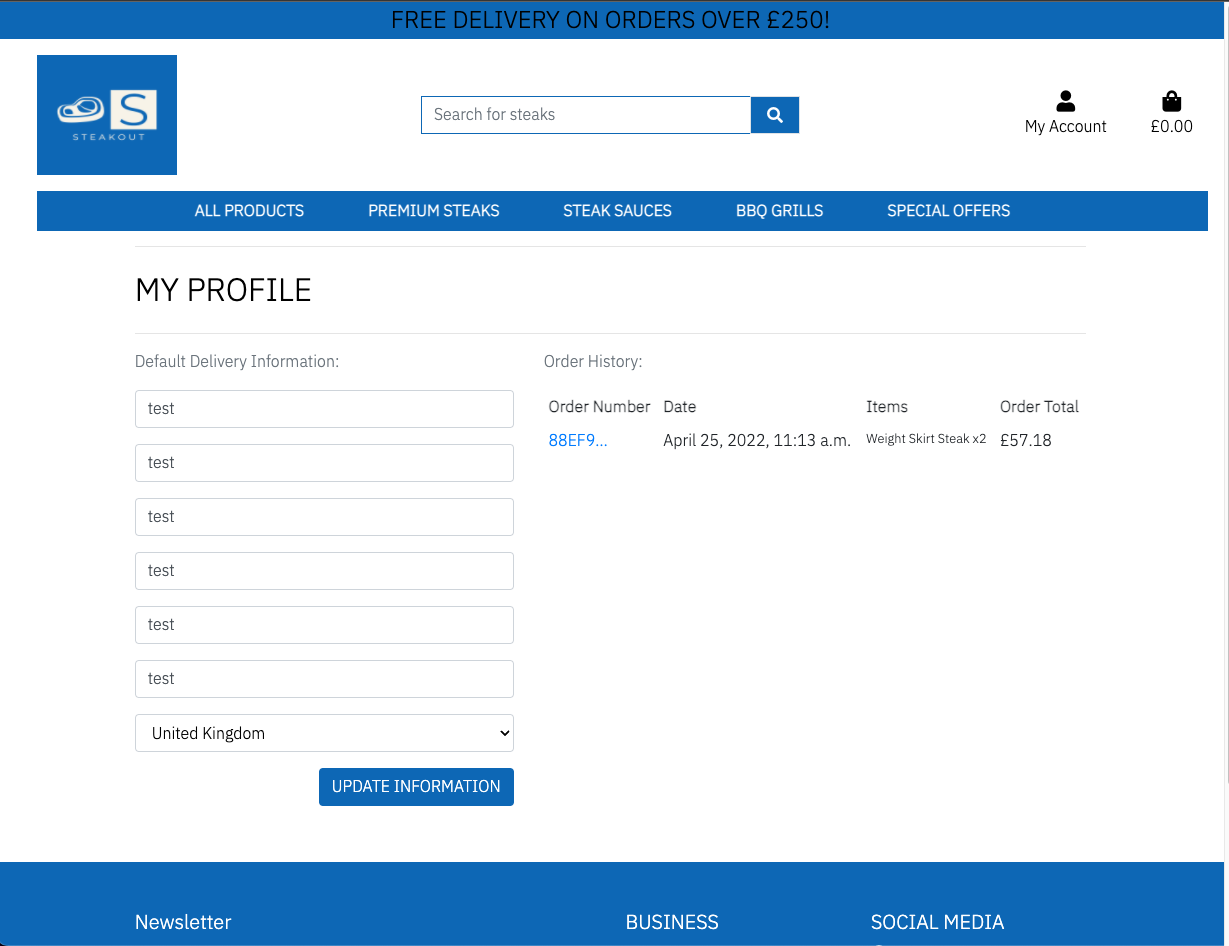 FREE DELIVERY ON ORDERS OVER £250!
S
STEAKOUT
Search for steaks
My Account
£0.00
ALL PRODUCTS PREMIUM STEAKS STEAK SAUCES BBQ GRILLS SPECIAL OFFERS
MY PROFILE
Default Delivery Information:
test
test
test
test
test
test
United Kingdom
UPDATE INFORMATION
Order History:
Order Number Date Items Order Total
88EF9... April 25, 2022, 11:13 a.m. Weight Skirt Steak x2 £57.18
Newsletter BUSINESS SOCIAL MEDIA